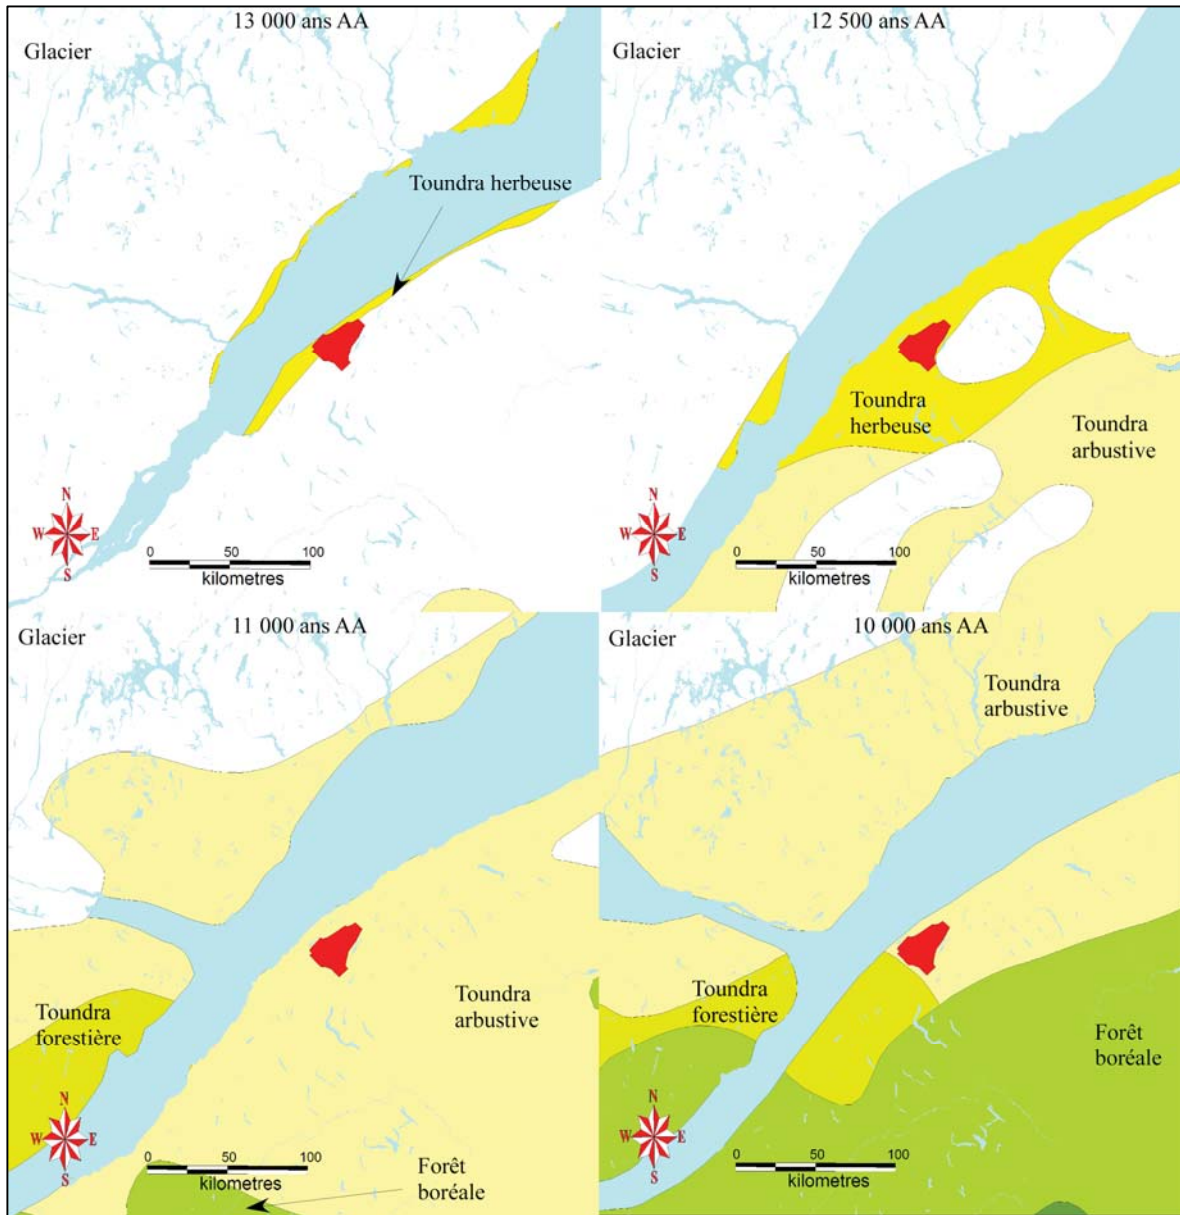 13 000 ans AA
Glacier
Toundra herbeuse
N
W E
S
0 50 100
kilometres
12 500 ans AA
Glacier
Toundra
herbeuse
Toundra
arbustive
N
W E
S
0 50 100
kilometres
11 000 ans AA
Glacier
Toundra
forestière
Toundra
arbustive
N
W E
S
0 50 100
kilometres
Forêt
boréale
10 000 ans AA
Glacier
Toundra
arbustive
Toundra
forestière
Forêt
boréale
N
W E
S
0 50 100
kilometres